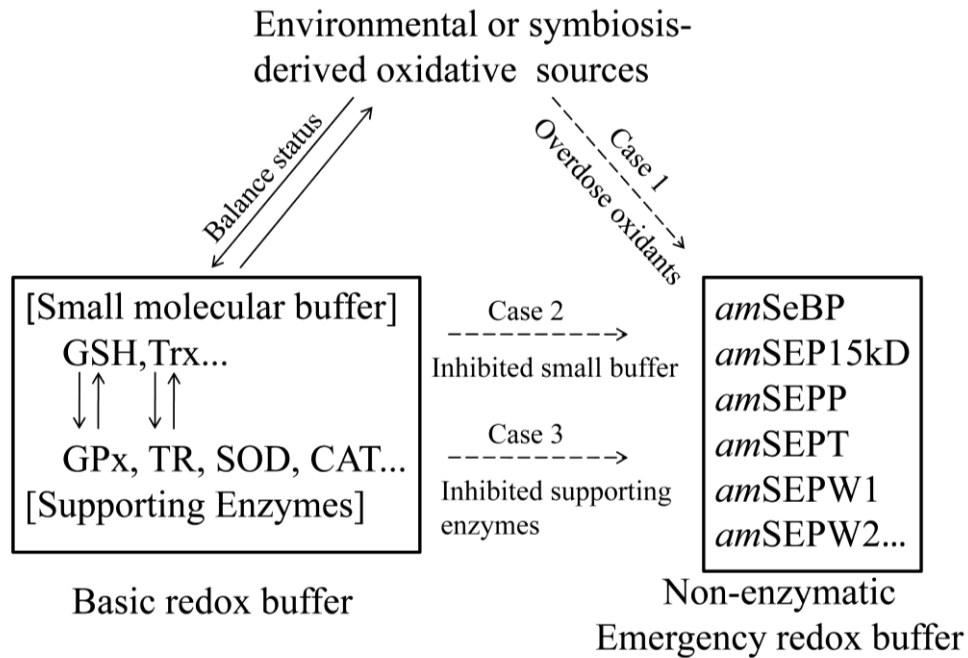 Environmental or symbiosis-
derived oxidative sources
Balance status
Case 1
Overdose oxidants
[Small molecular buffer]
GSH,Trx...
GPx, TR, SOD, CAT...
[Supporting Enzymes]
Basic redox buffer
Case 2
Inhibited small buffer
Case 3
Inhibited supporting
enzymes
amSeBP
amSEP15kD
amSEPP
amSEPT
amSEPW1
amSEPW2...
Non-enzymatic
Emergency redox buffer